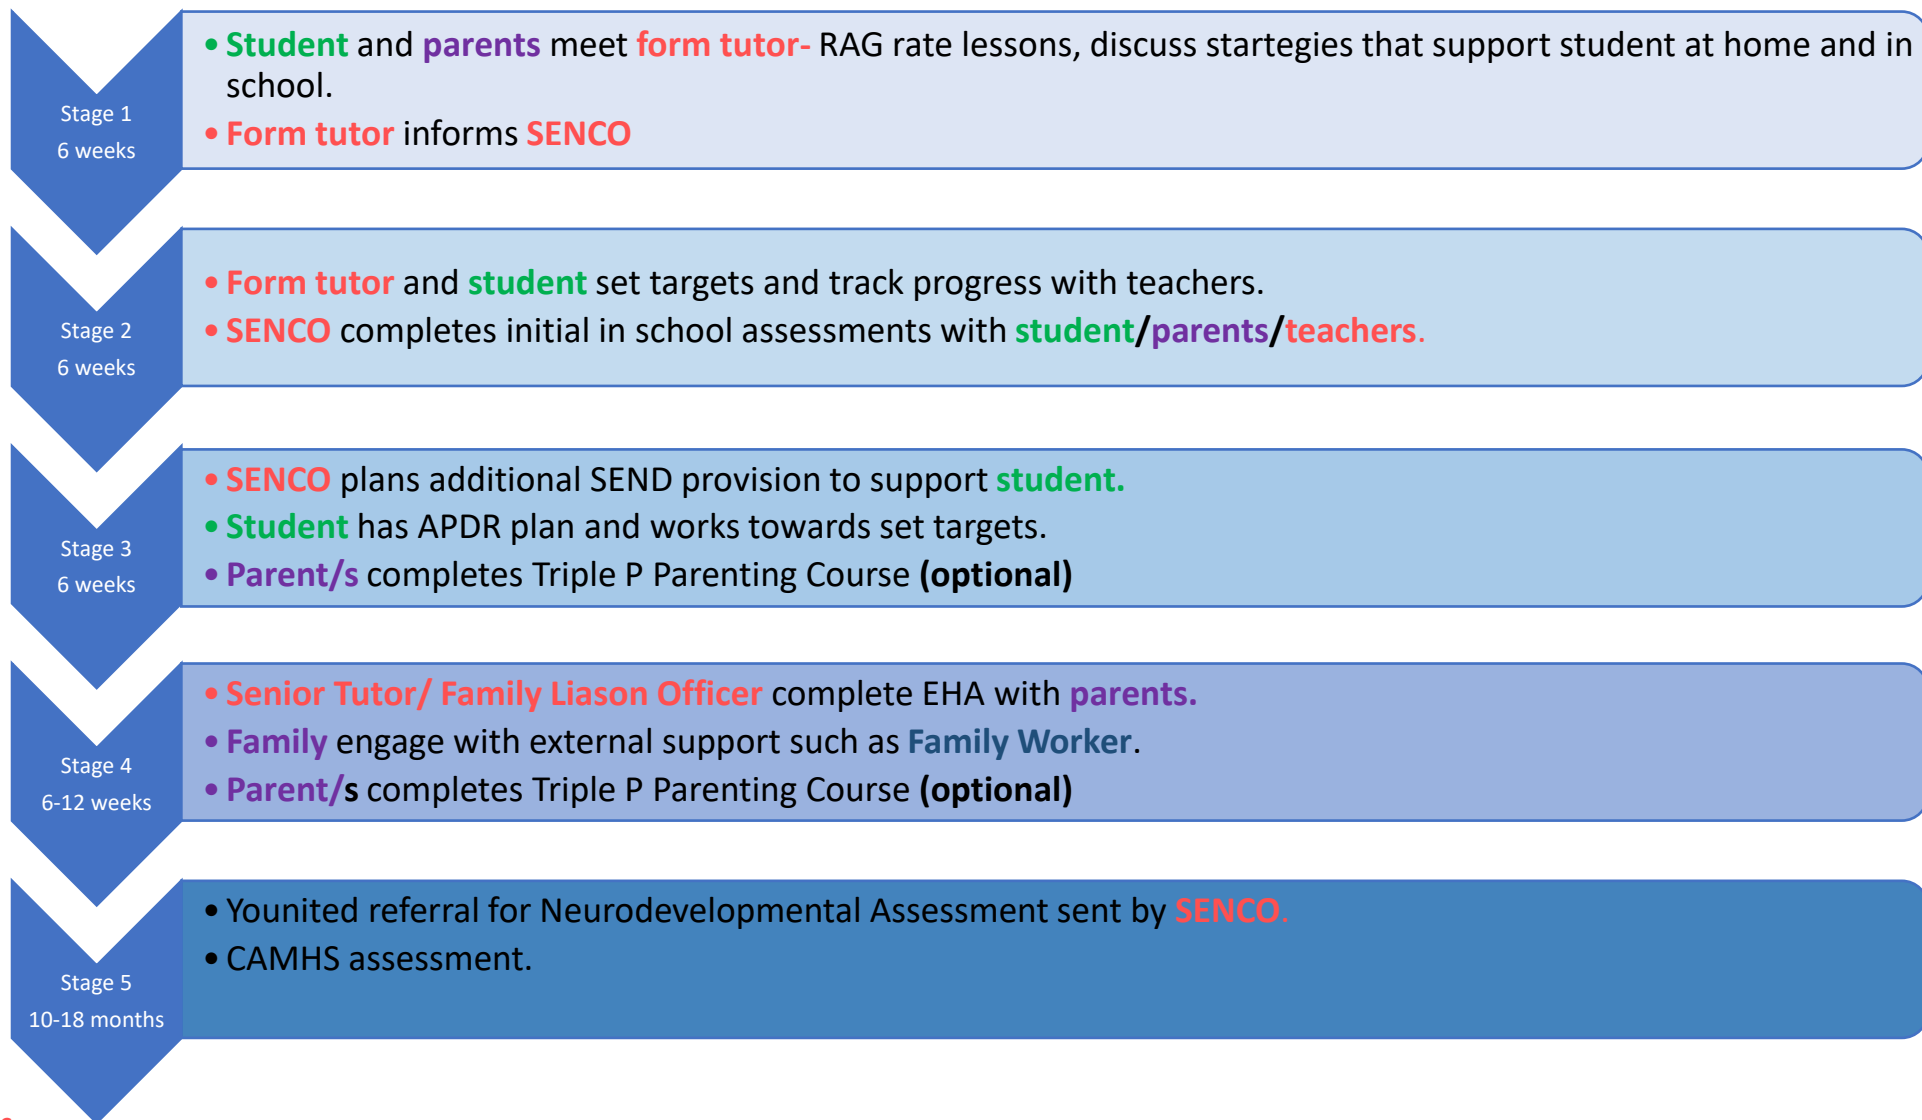 Stage 1
6 weeks
• Student and parents meet form tutor- RAG rate lessons, discuss startegies that support student at home and in
school.
• Form tutor informs SENCO
Stage 2
6 weeks
• Form tutor and student set targets and track progress with teachers.
• SENCO completes initial in school assessments with student/parents/teachers.
Stage 3
6 weeks
• SENCO plans additional SEND provision to support student.
• Student has APDR plan and works towards set targets.
• Parent/s completes Triple P Parenting Course (optional)
Stage 4
6-12 weeks
• Senior Tutor/ Family Liason Officer complete EHA with parents.
• Family engage with external support such as Family Worker.
• Parent/s completes Triple P Parenting Course (optional)
Stage 5
10-18 months
• Younited referral for Neurodevelopmental Assessment sent by SENCO.
• CAMHS assessment.